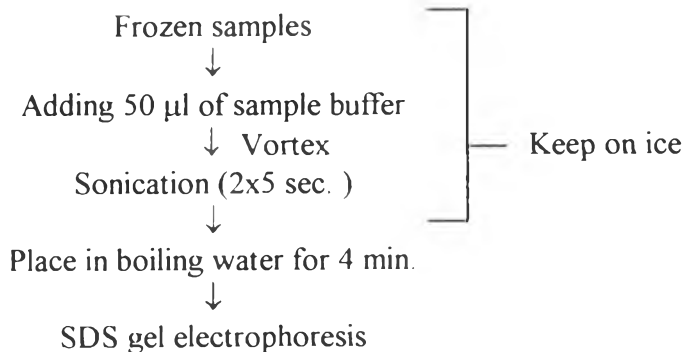 Frozen samples
↓
Adding 50 µl of sample buffer
↓ Vortex
Sonication (2x5 sec. )
↓
Place in boiling water for 4 min.
↓
SDS gel electrophoresis
Keep on ice